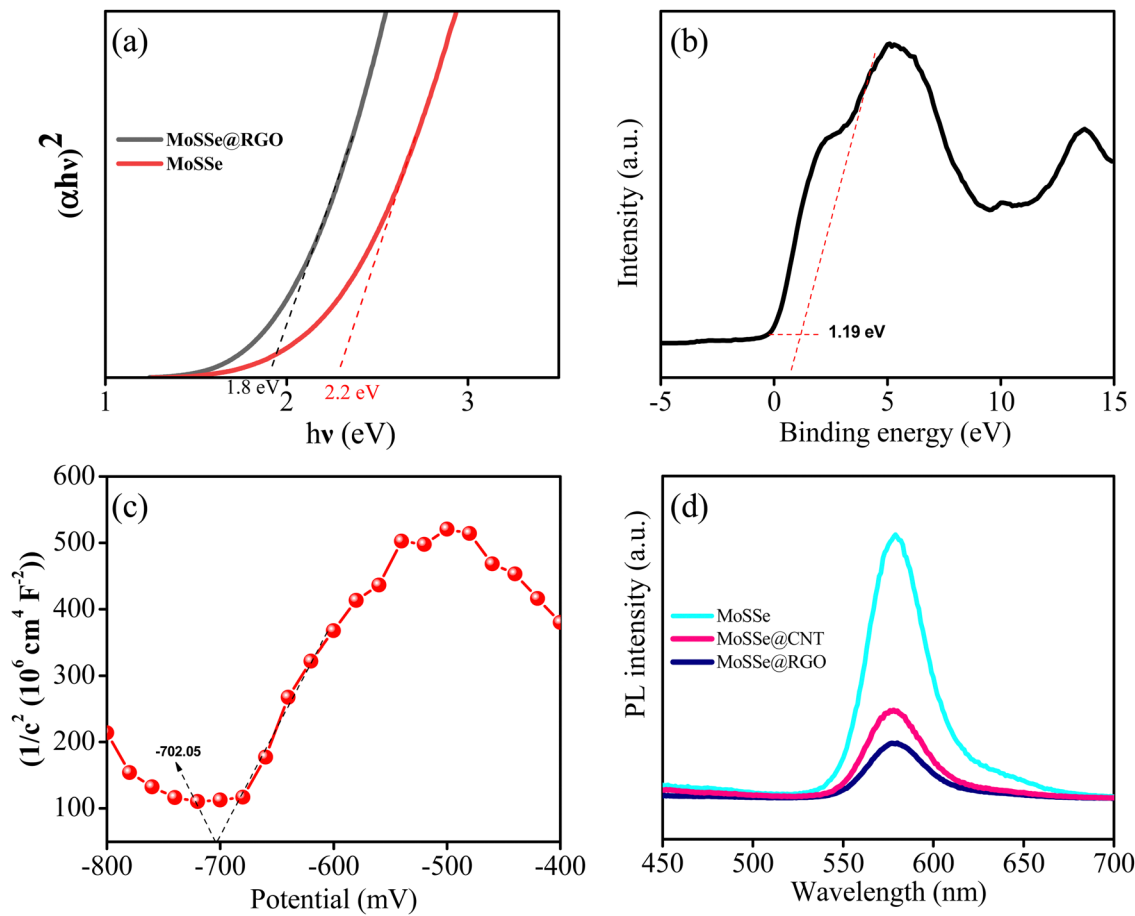 (a)
MoSSe@RGO
MoSSe
(αhν)²
1.8 eV
2.2 eV
1 2 3
hν (eV)
(b)
Intensity (a.u.)
1.19 eV
-5 0 5 10 15
Binding energy (eV)
(c)
600
500
400
300
200
100
(1/c² (10⁶ cm⁴ F⁻²))
-702.05
-800 -700 -600 -500 -400
Potential (mV)
(d)
PL intensity (a.u.)
MoSSe
MoSSe@CNT
MoSSe@RGO
450 500 550 600 650 700
Wavelength (nm)